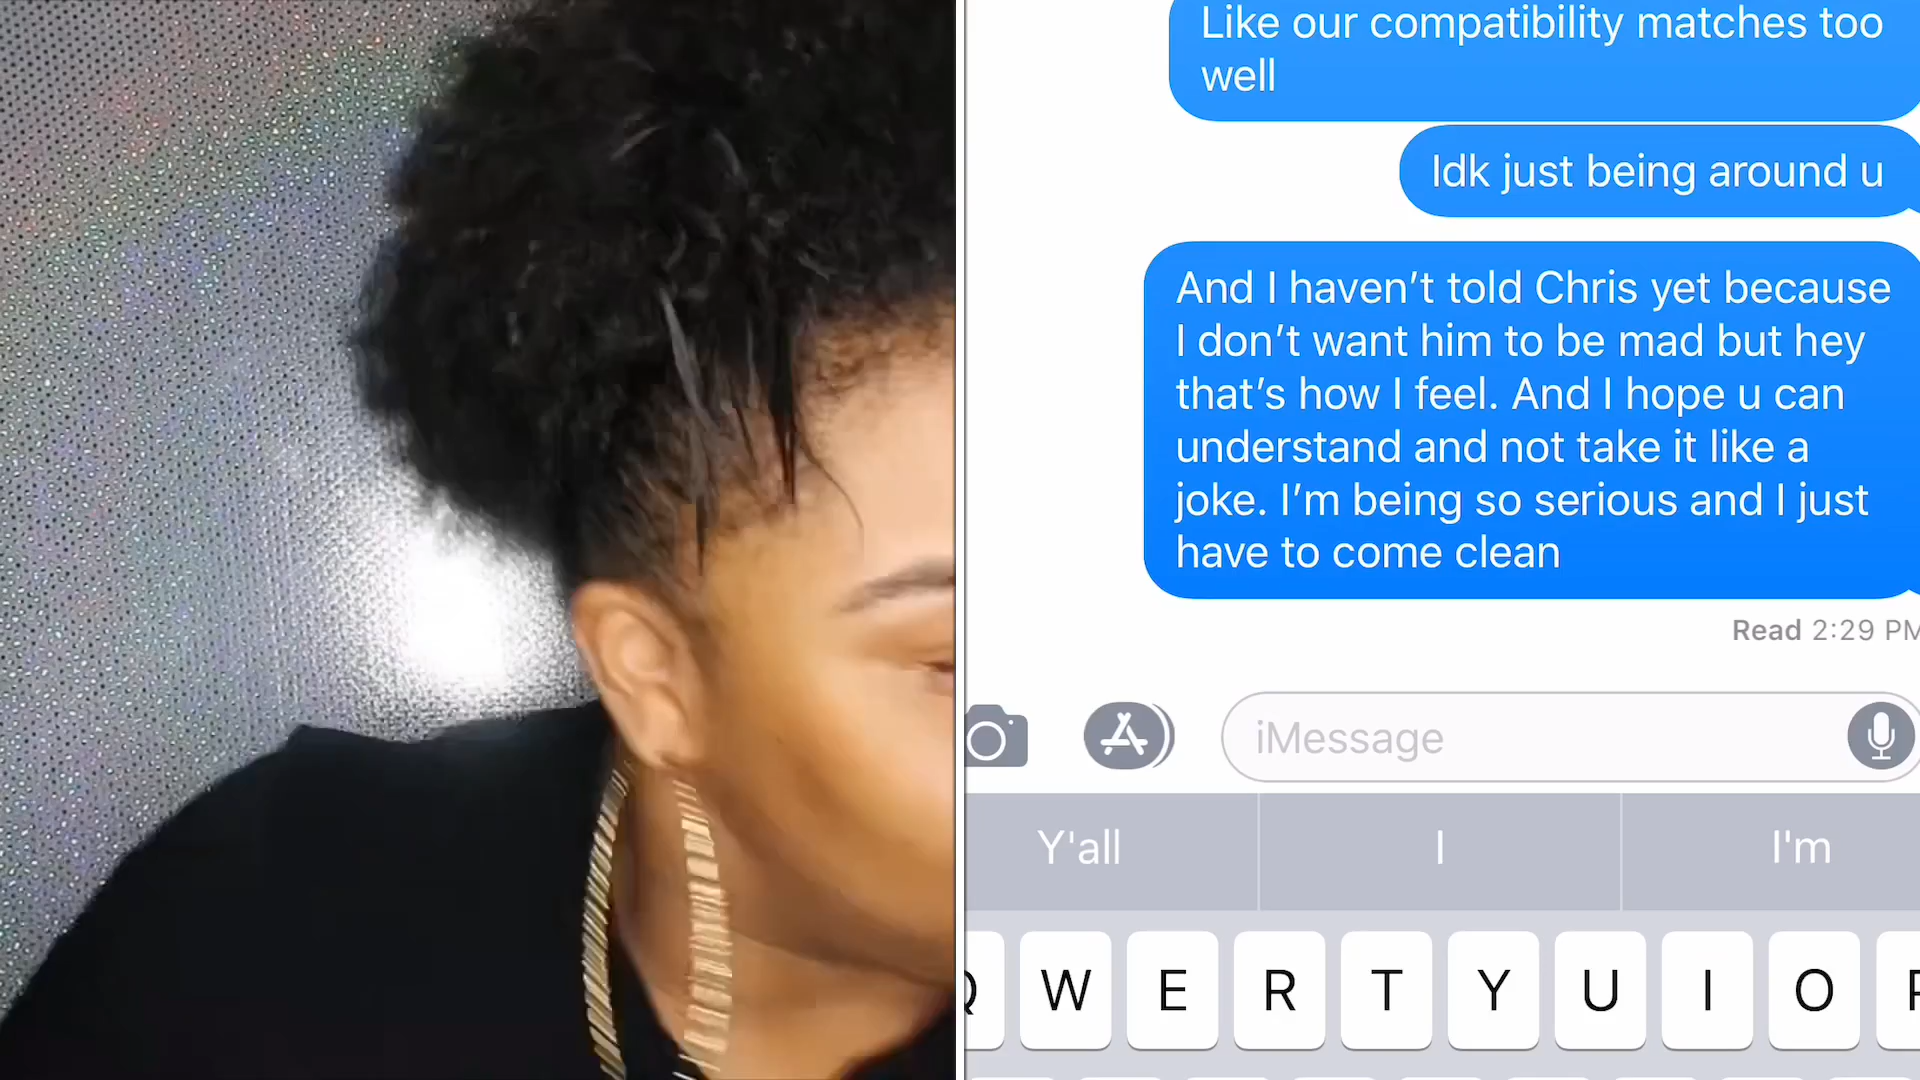 Like our compatibility matches too
well
Idk just being around u
And I haven’t told Chris yet because
I don’t want him to be mad but hey
that’s how I feel. And I hope u can
understand and not take it like a
joke. I’m being so serious and I just
have to come clean
Read 2:29 PM
iMessage
Y'all I I'm
Q W E R T Y U I O P